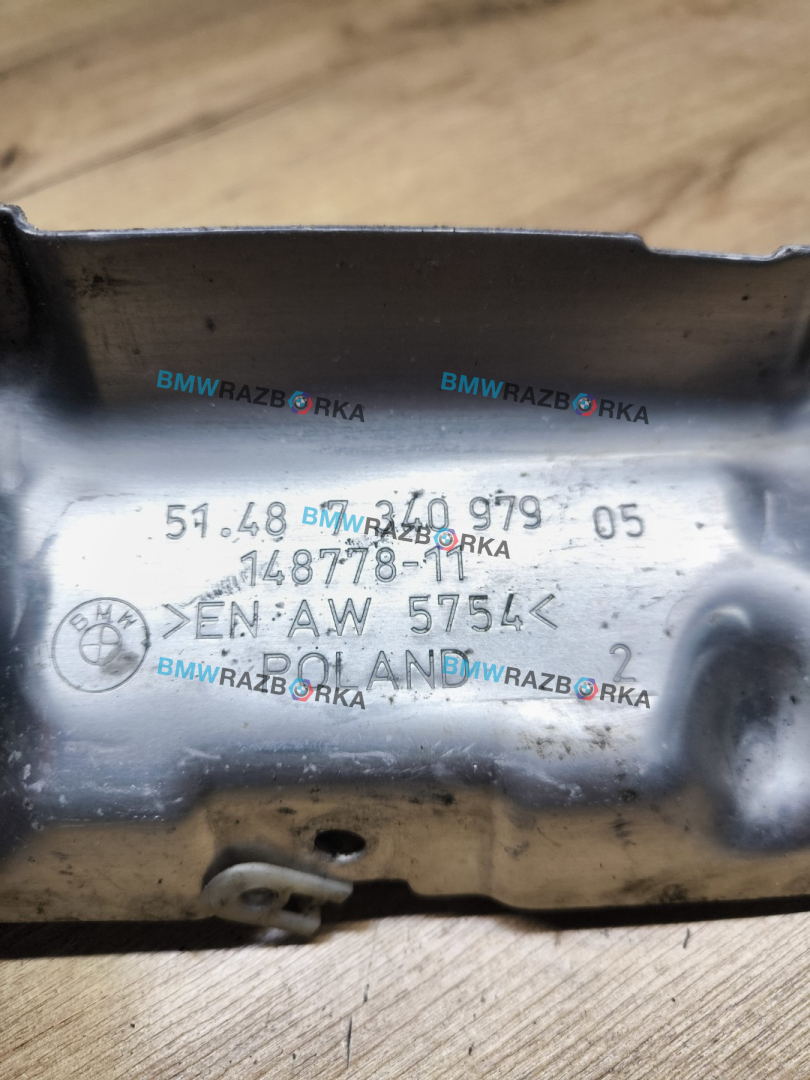 BMWRAZBORKA BMWRAZBORKA
51.48 7 340 979 05
BMWRAZBORKA
148778-11
BMW
>EN AW 5754<
POLAND 2
BMWRAZBORKA BMWRAZBORKA